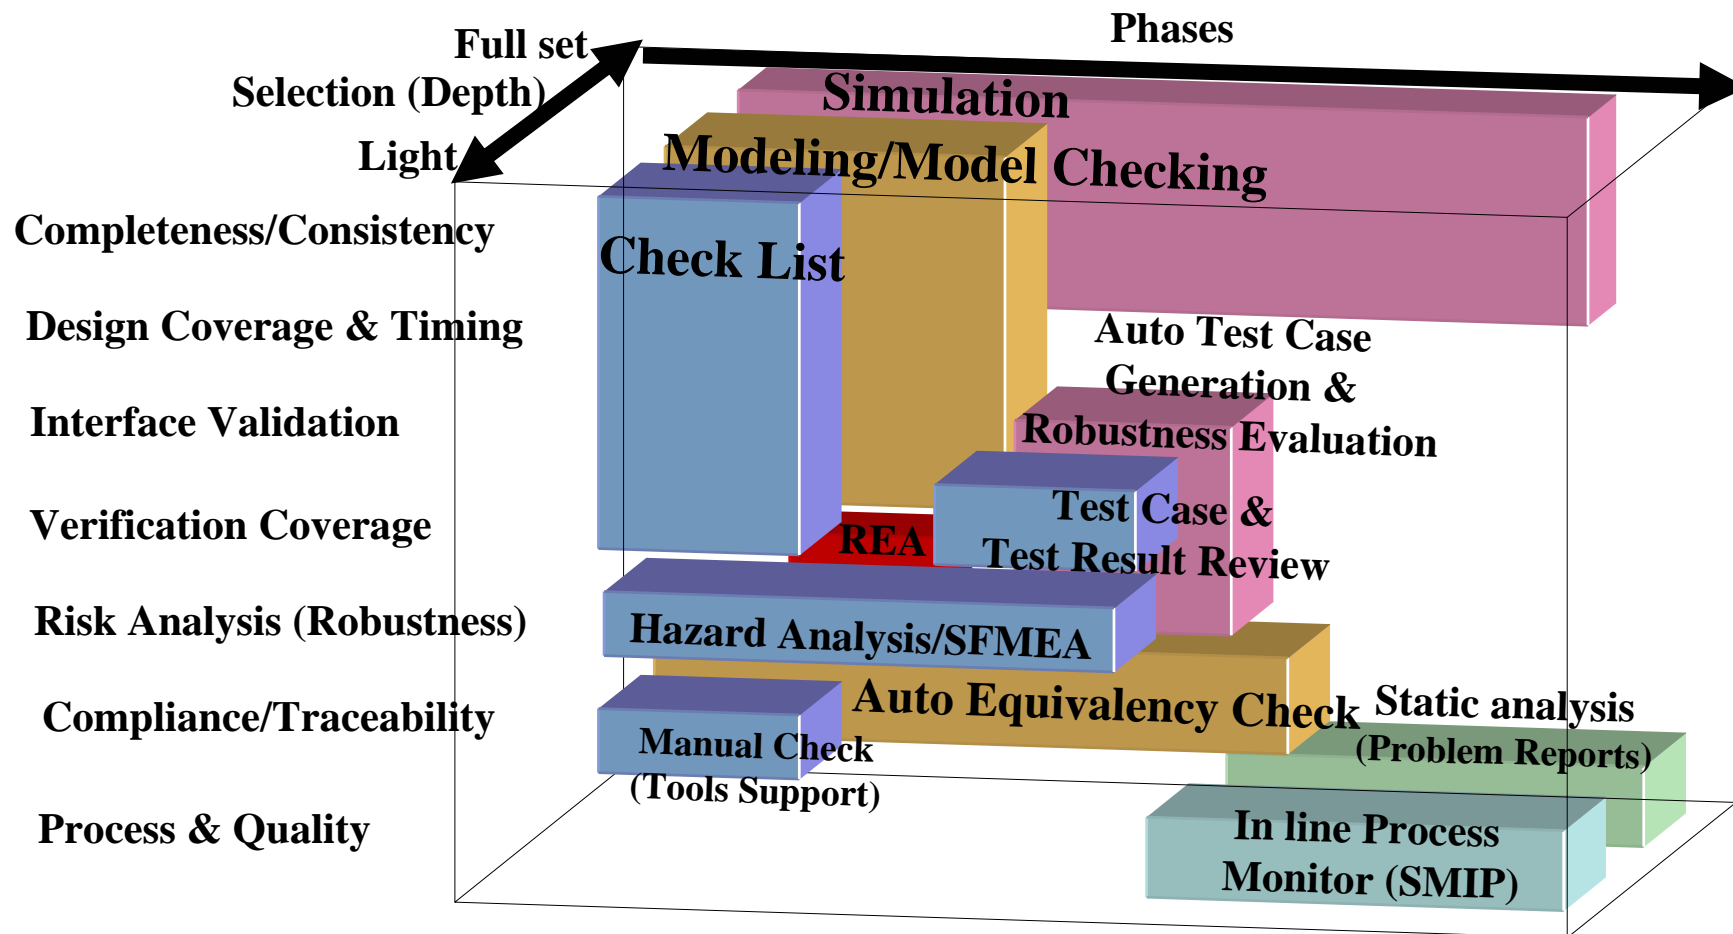 Phases
Full set
Selection (Depth)
Light
Simulation
Modeling/Model Checking
Check List
Completeness/Consistency
Design Coverage & Timing
Interface Validation
Verification Coverage
Risk Analysis (Robustness)
Compliance/Traceability
Process & Quality
Auto Test Case
Generation &
Robustness Evaluation
Test Case &
Test Result Review
REA
Hazard Analysis/SFMEA
Auto Equivalency Check
Manual Check
(Tools Support)
Static analysis
(Problem Reports)
In line Process
Monitor (SMIP)